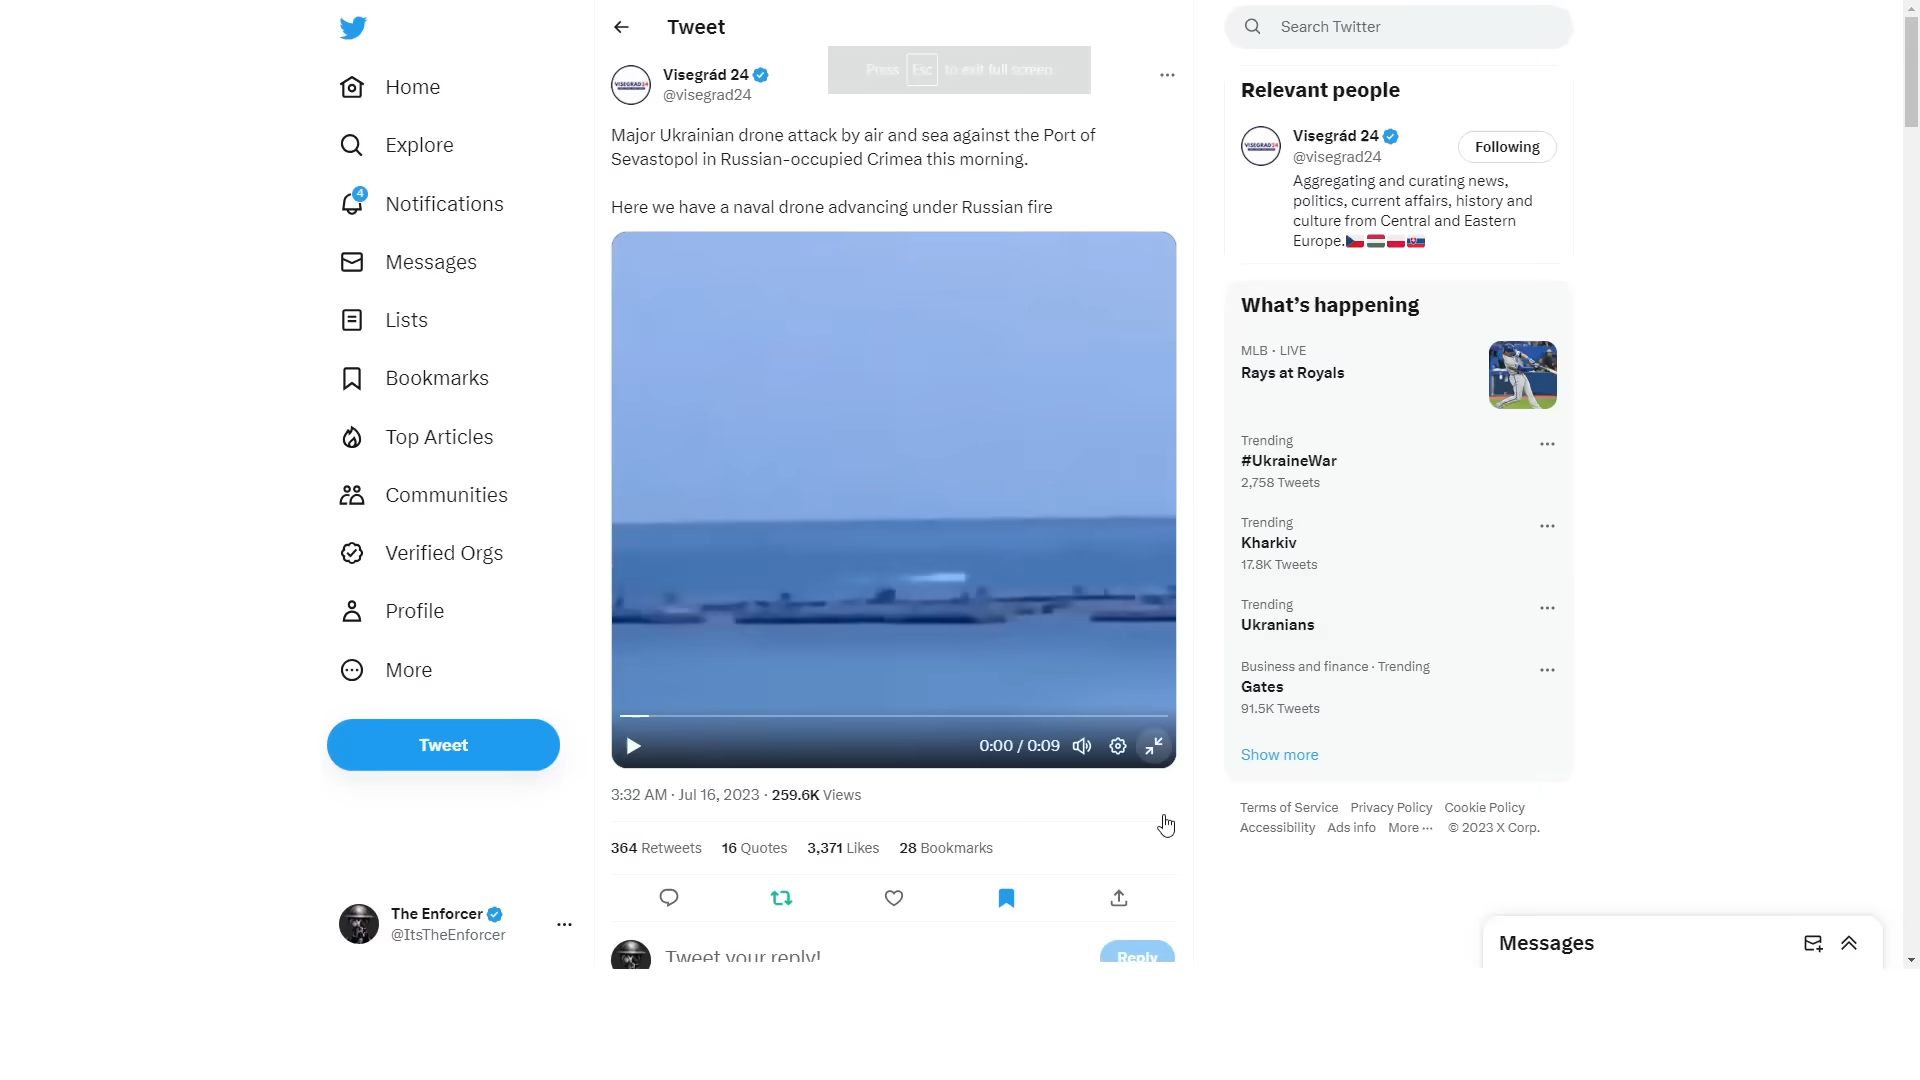 Home
Explore
4
Notifications
Messages
Lists
Bookmarks
Top Articles
Communities
Verified Orgs
Profile
More
Tweet
The Enforcer
@ItsTheEnforcer
Tweet
Press Esc to exit full screen
VISEGRAD24
Visegrád 24
@visegrad24
Major Ukrainian drone attack by air and sea against the Port of
Sevastopol in Russian-occupied Crimea this morning.
Here we have a naval drone advancing under Russian fire
0:00 / 0:09
3:32 AM · Jul 16, 2023 · 259.6K Views
364 Retweets 16 Quotes 3,371 Likes 28 Bookmarks
Tweet your reply!
Reply
Search Twitter
Relevant people
VISEGRAD24
Visegrád 24
@visegrad24
Following
Aggregating and curating news,
politics, current affairs, history and
culture from Central and Eastern
Europe.
What's happening
MLB · LIVE
Rays at Royals
Trending
#UkraineWar
2,758 Tweets
Trending
Kharkiv
17.8K Tweets
Trending
Ukranians
Business and finance · Trending
Gates
91.5K Tweets
Show more
Terms of Service Privacy Policy Cookie Policy
Accessibility Ads info More ··· © 2023 X Corp.
Messages